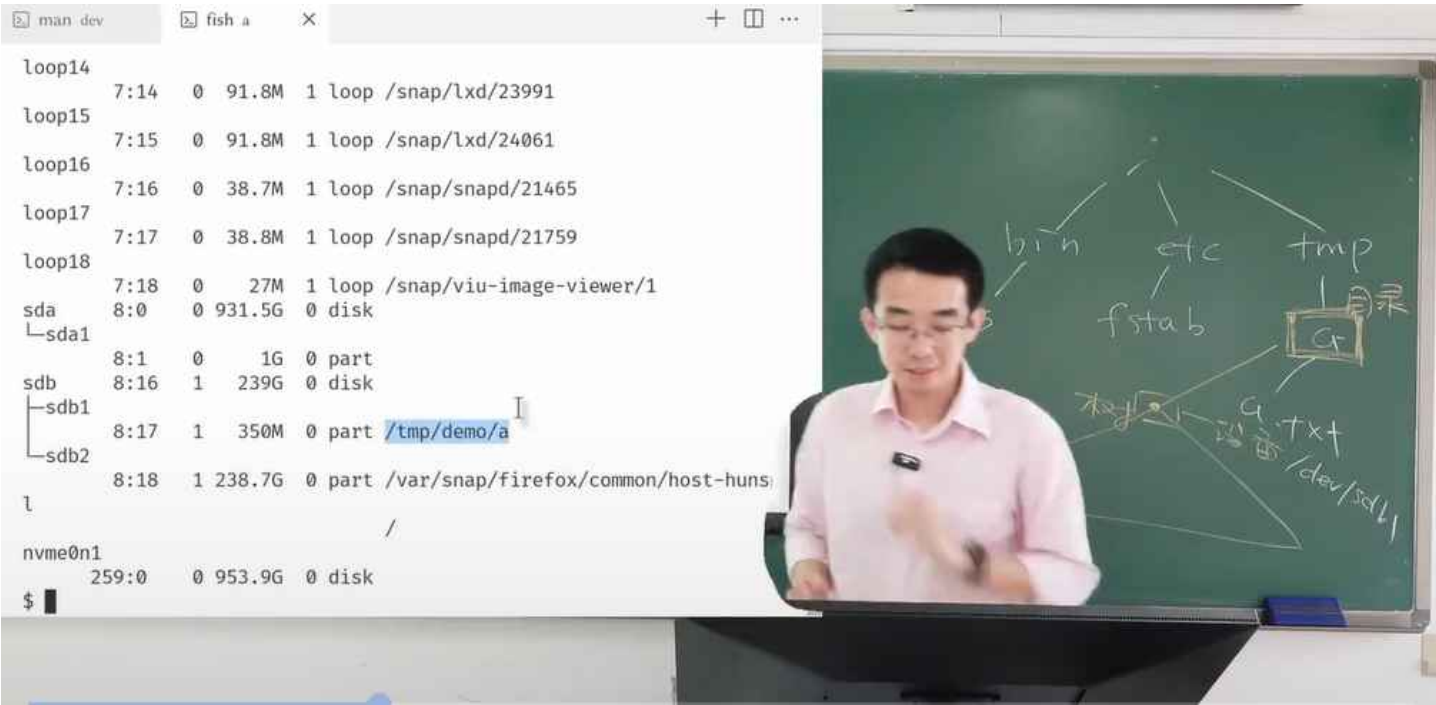 man dev
fish a
loop14
7:14 0 91.8M 1 loop /snap/lxd/23991
loop15
7:15 0 91.8M 1 loop /snap/lxd/24061
loop16
7:16 0 38.7M 1 loop /snap/snapd/21465
loop17
7:17 0 38.8M 1 loop /snap/snapd/21759
loop18
7:18 0 27M 1 loop /snap/viu-image-viewer/1
sda 8:0 0 931.5G 0 disk
└─sda1
8:1 0 1G 0 part
sdb 8:16 1 239G 0 disk
├─sdb1
8:17 1 350M 0 part /tmp/demo/a
└─sdb2
8:18 1 238.7G 0 part /var/snap/firefox/common/host-huns
l
/
nvme0n1
259:0 0 953.9G 0 disk
$
/
bin etc tmp
fstab
目录
a
a.txt
/dev/sdb1